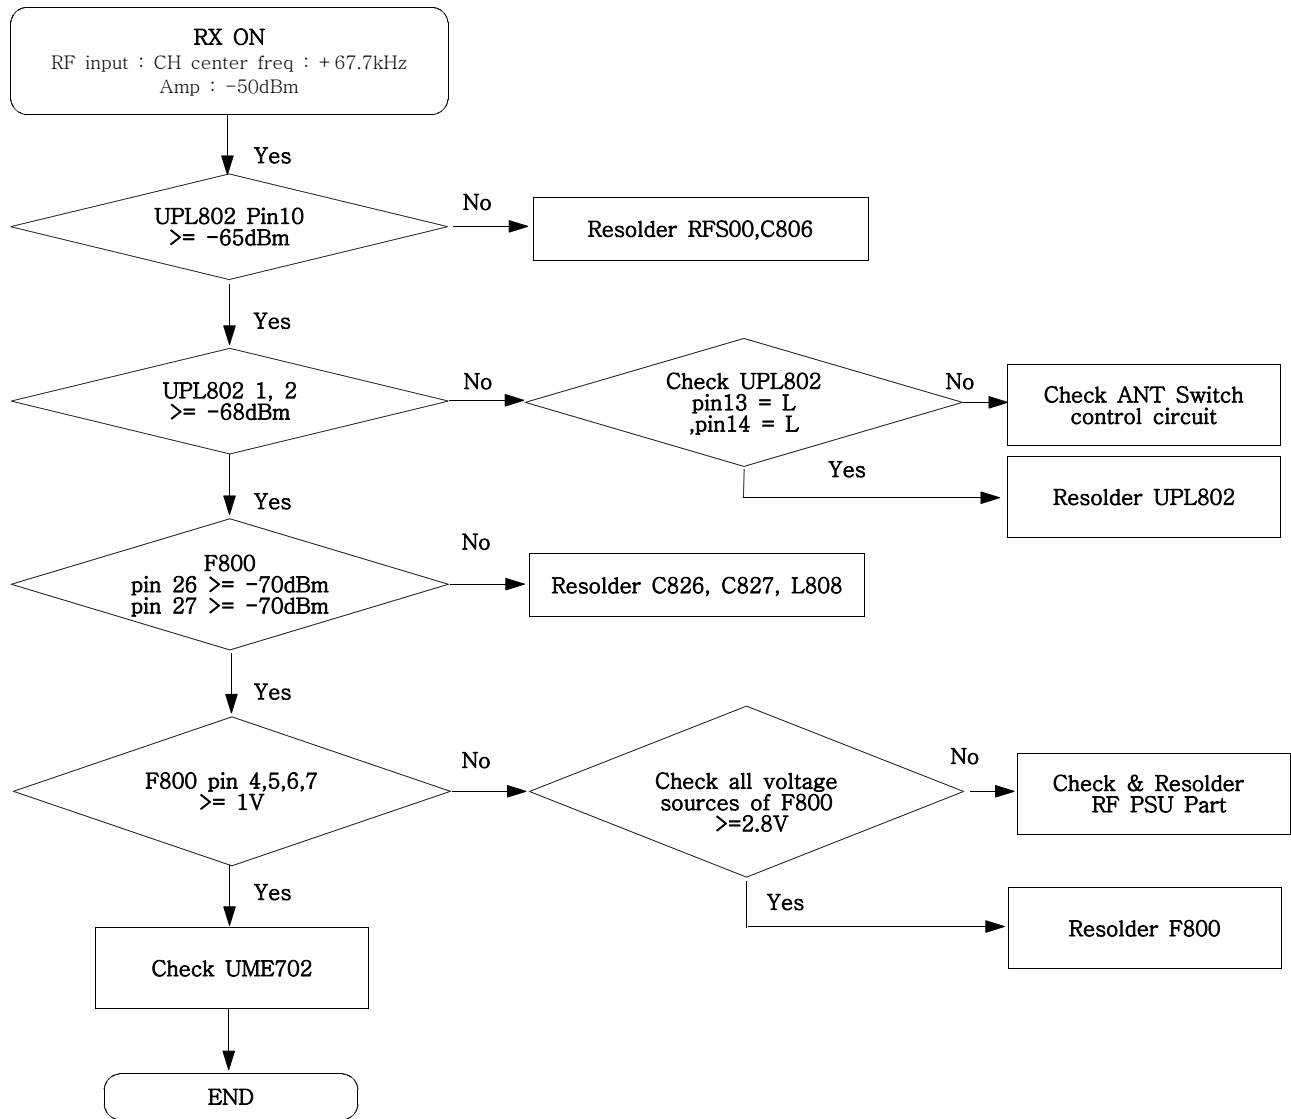 RX ON
RF input : CH center freq : +67.7kHz
Amp : -50dBm
Yes
UPL802 Pin10
>= -65dBm
No
Resolder RFS00,C806
Yes
UPL802 1, 2
>= -68dBm
No
Check UPL802
pin13 = L
,pin14 = L
No
Check ANT Switch
control circuit
Yes
Resolder UPL802
Yes
F800
pin 26 >= -70dBm
pin 27 >= -70dBm
No
Resolder C826, C827, L808
Yes
F800 pin 4,5,6,7
>= 1V
No
Check all voltage
sources of F800
>=2.8V
No
Check & Resolder
RF PSU Part
Yes
Resolder F800
Yes
Check UME702
END